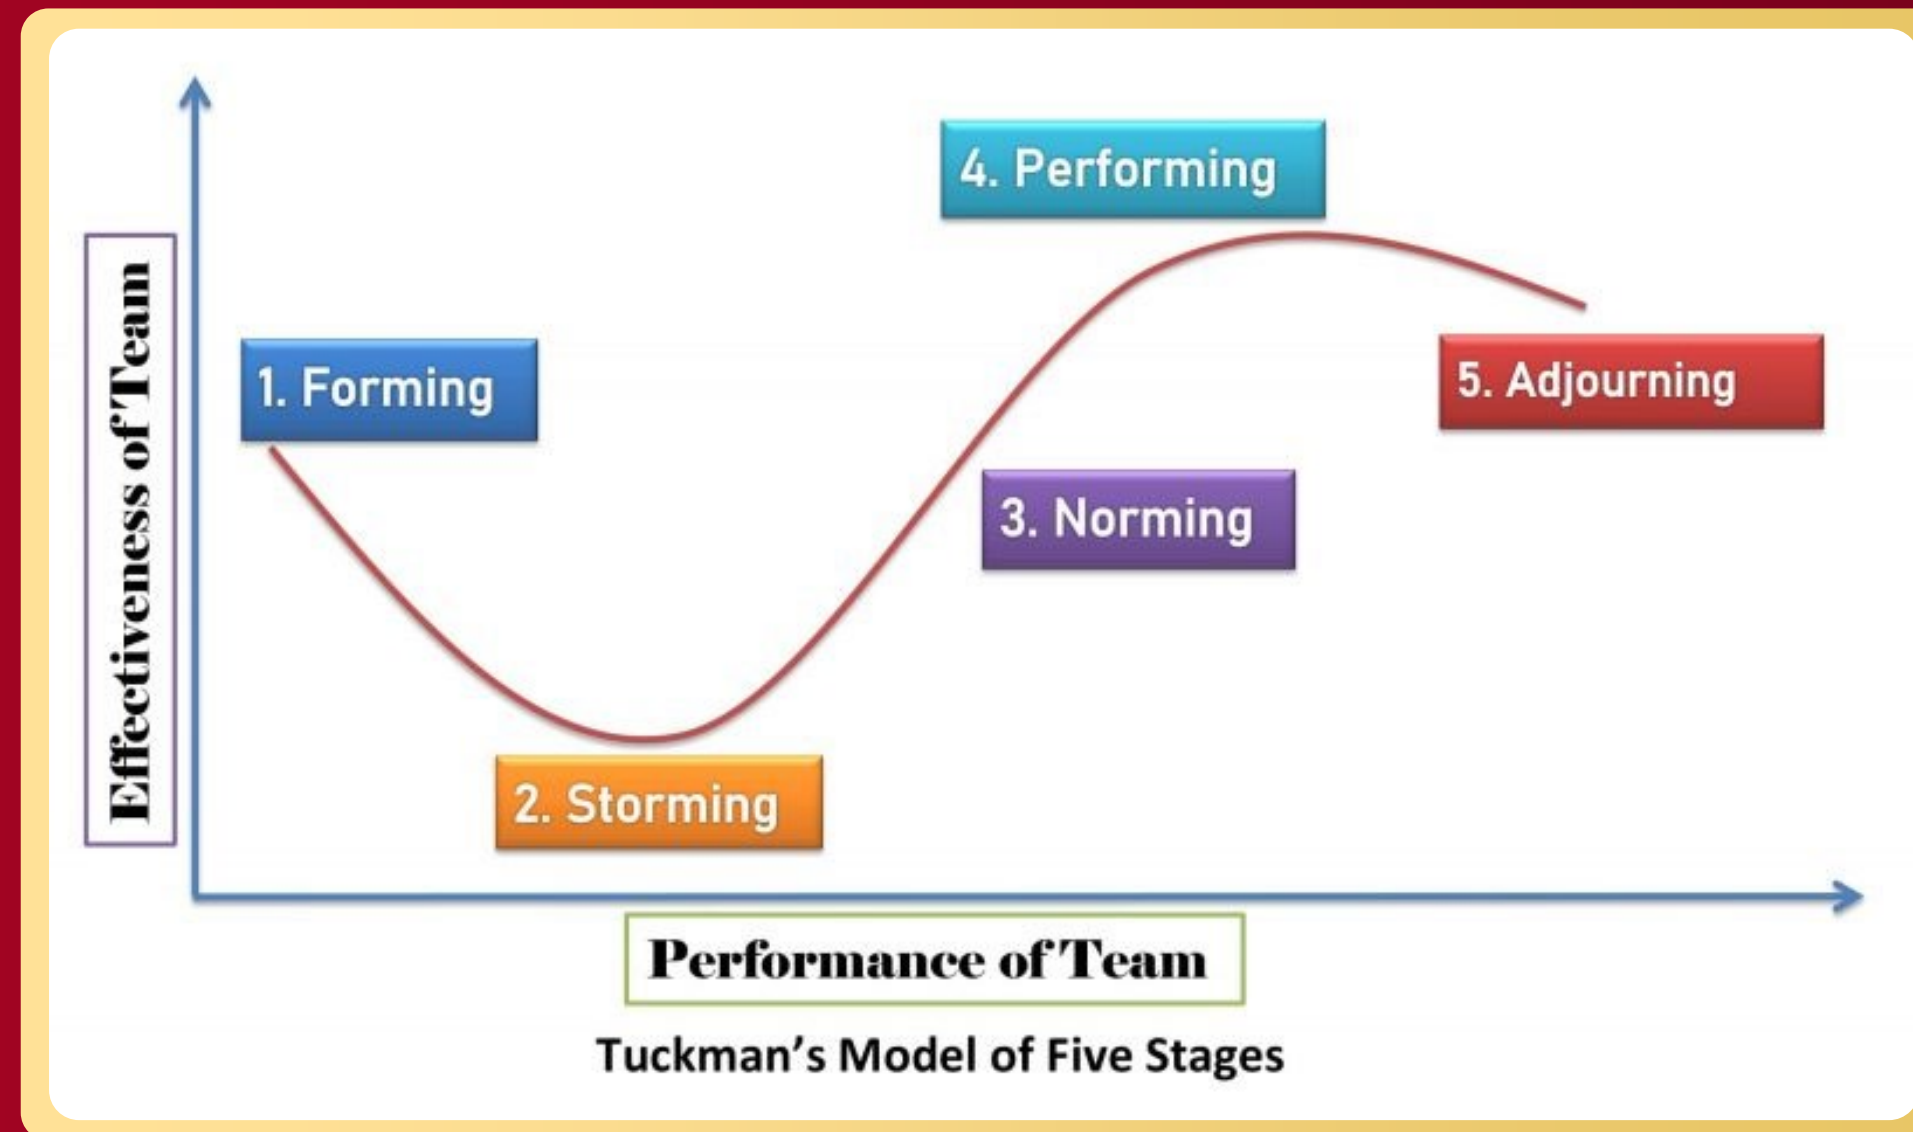 4. Performing
Effectiveness of Team
1. Forming
5. Adjourning
3. Norming
2. Storming
Performance of Team
Tuckman’s Model of Five Stages